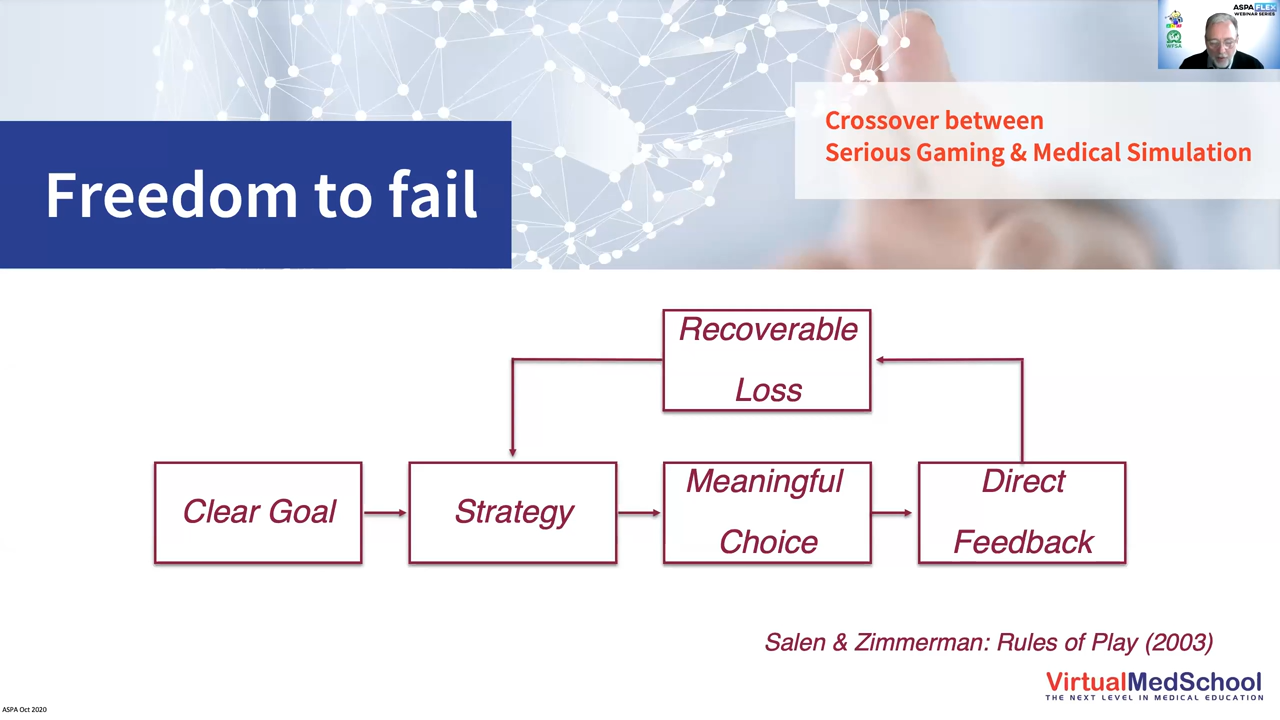 ASPA FLEX
WEBINAR SERIES
WFSA
Crossover between
Serious Gaming & Medical Simulation
Freedom to fail
Recoverable
Loss
Clear Goal
Strategy
Meaningful
Choice
Direct
Feedback
Salen & Zimmerman: Rules of Play (2003)
VirtualMedSchool
THE NEXT LEVEL IN MEDICAL EDUCATION
ASPA Oct 2020